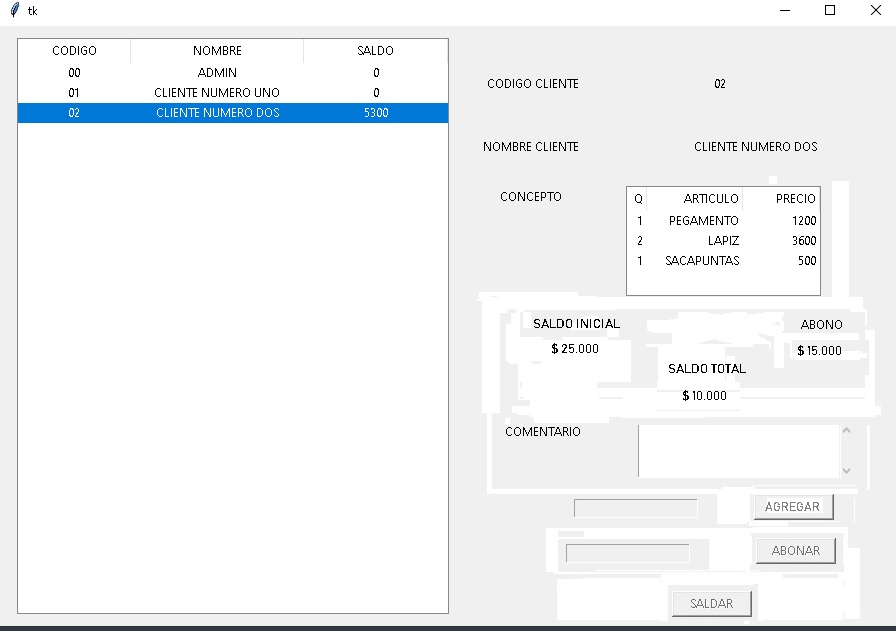 tk
CODIGO NOMBRE SALDO
00 ADMIN 0
01 CLIENTE NUMERO UNO 0
02 CLIENTE NUMERO DOS 5300
CODIGO CLIENTE 02
NOMBRE CLIENTE CLIENTE NUMERO DOS
CONCEPTO
Q ARTICULO PRECIO
1 PEGAMENTO 1200
2 LAPIZ 3600
1 SACAPUNTAS 500
SALDO INICIAL ABONO
$ 25.000 $ 15.000
SALDO TOTAL
$ 10.000
COMENTARIO
AGREGAR
ABONAR
SALDAR